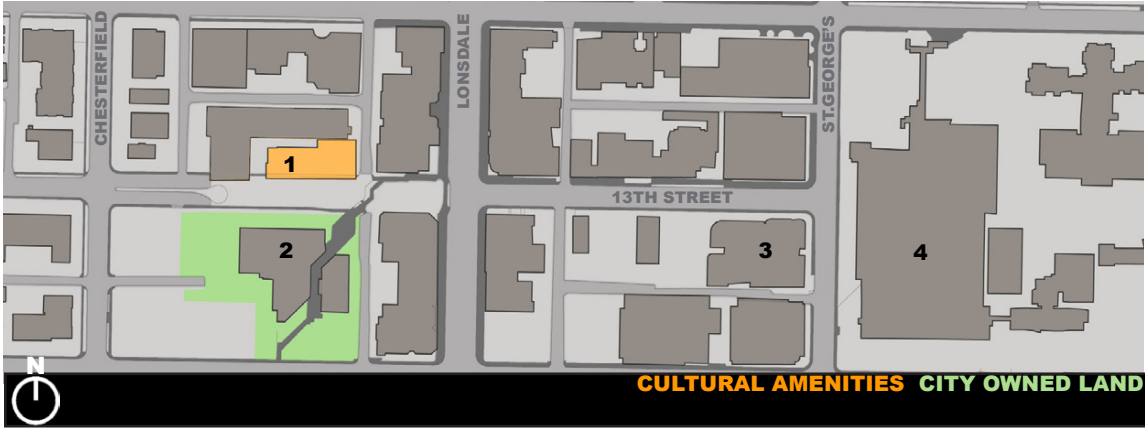 CHESTERFIELD
LONSDALE
ST.GEORGE'S
1
13TH STREET
2
3
4
N
CULTURAL AMENITIES CITY OWNED LAND